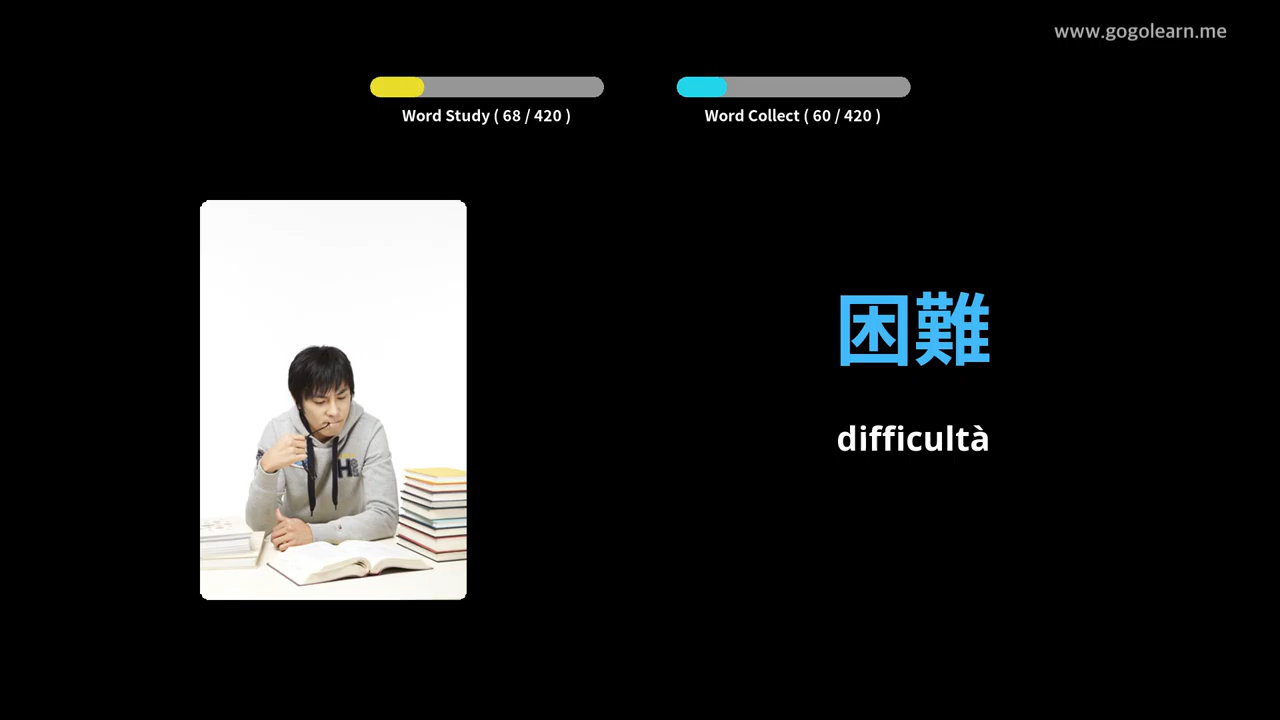 www.gogolearn.me
Word Study ( 68 / 420 )
Word Collect ( 60 / 420 )
困難
difficultà
H